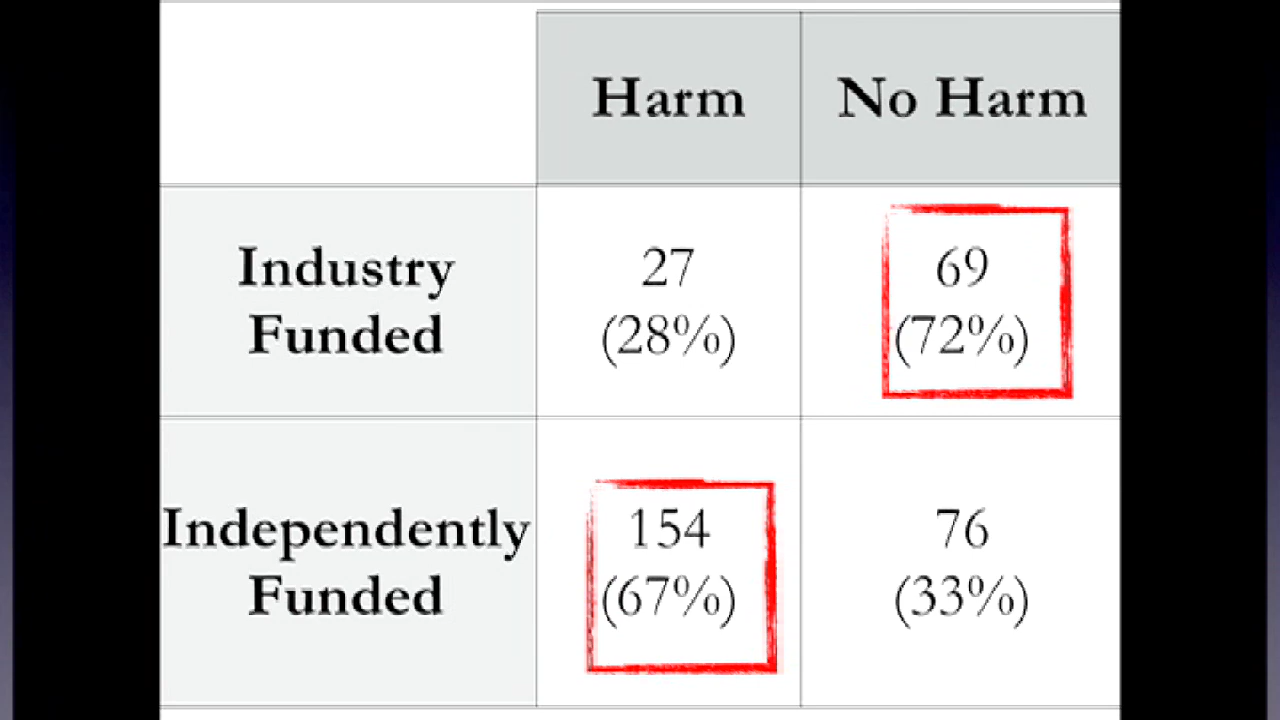 Harm No Harm
Industry
Funded
27
(28%)
69
(72%)
Independently
Funded
154
(67%)
76
(33%)